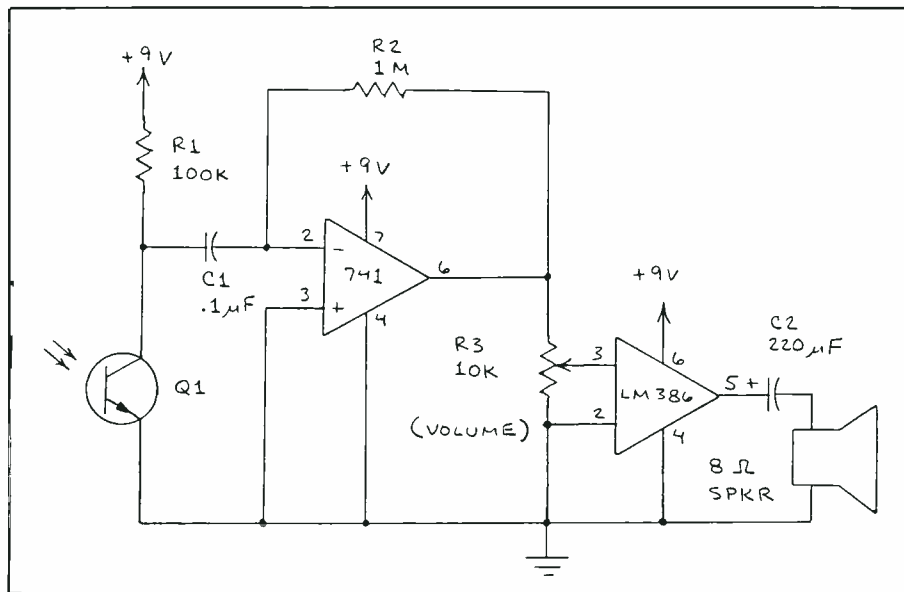 +9V
R1
100K
R2
1M
+9V
2
-
7
741
6
C1
.1µF
3
+
4
Q1
+9V
R3
10K
(VOLUME)
3
6
LM386
2
4
5 +
C2
220µF
8 Ω
SPKR